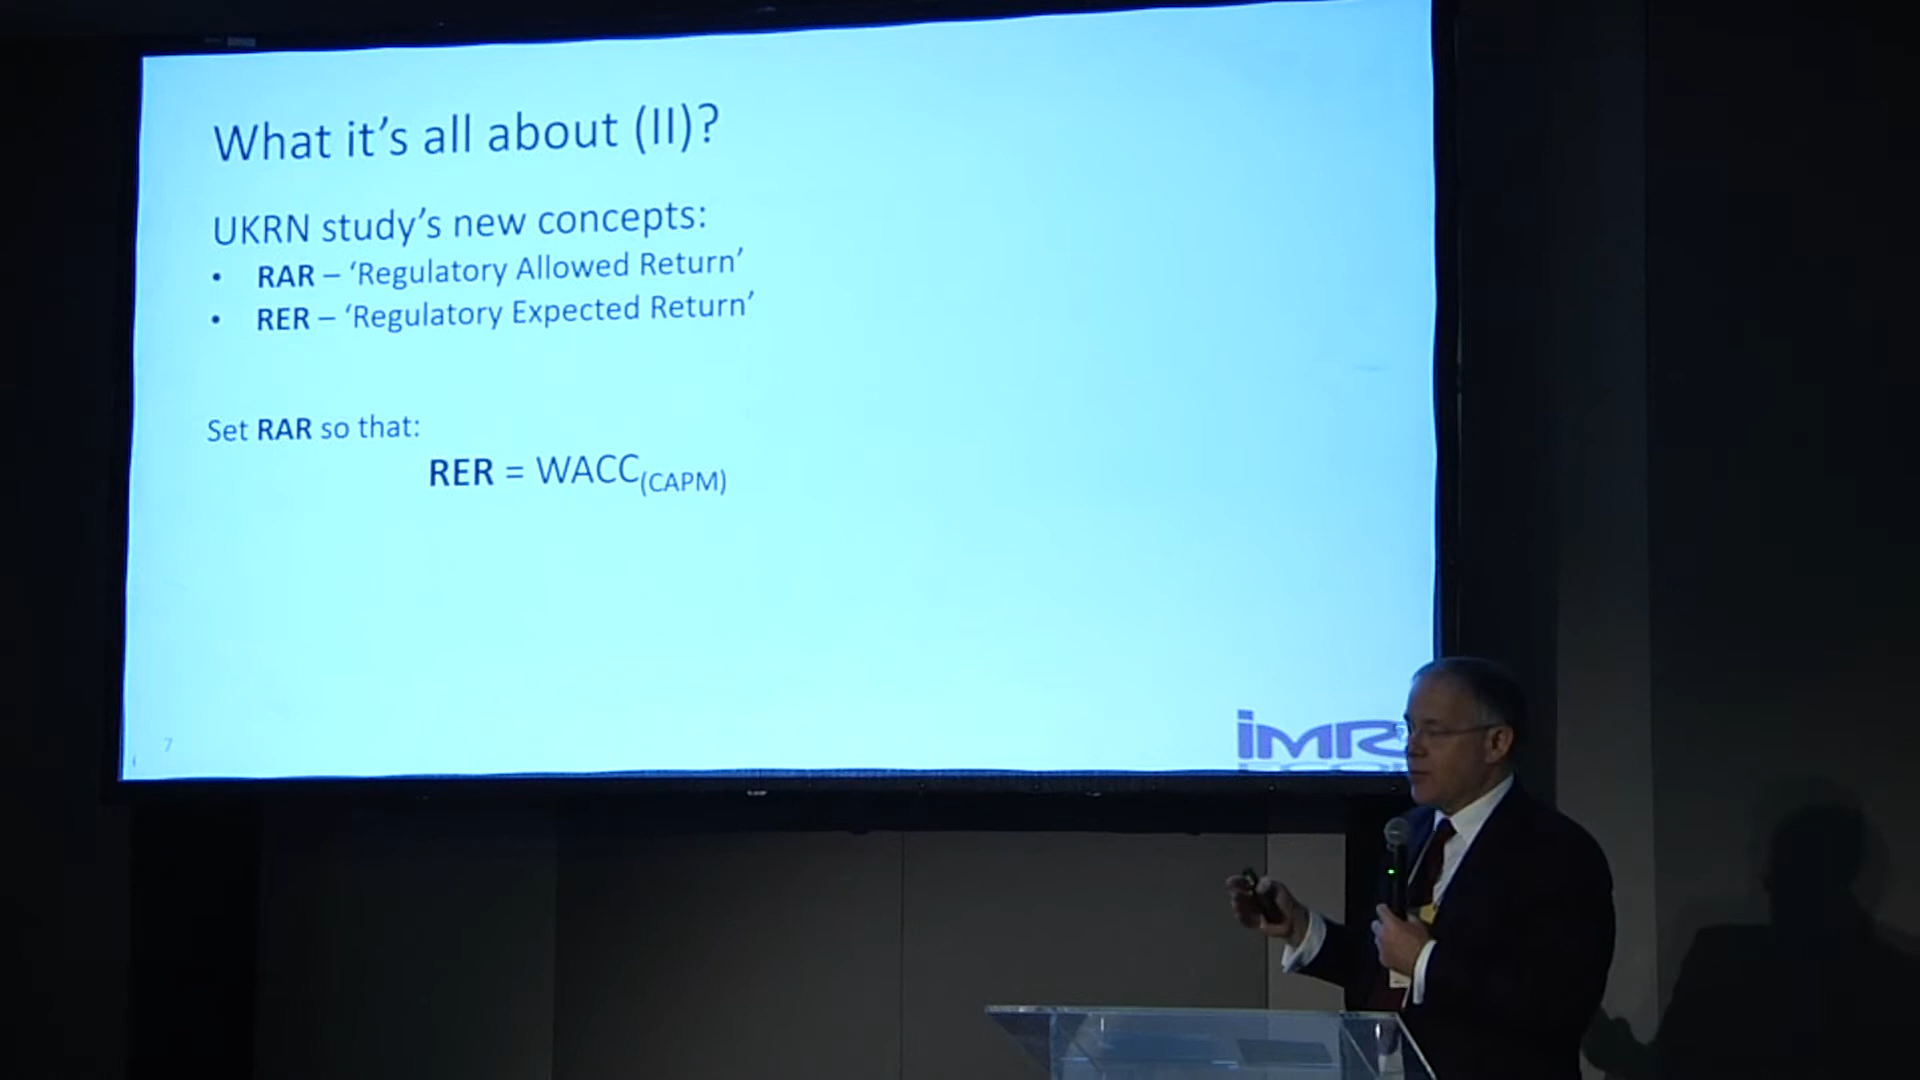 What it's all about (II)?
UKRN study's new concepts:
• RAR – 'Regulatory Allowed Return'
• RER – 'Regulatory Expected Return'
Set RAR so that:
RER = WACC(CAPM)
7